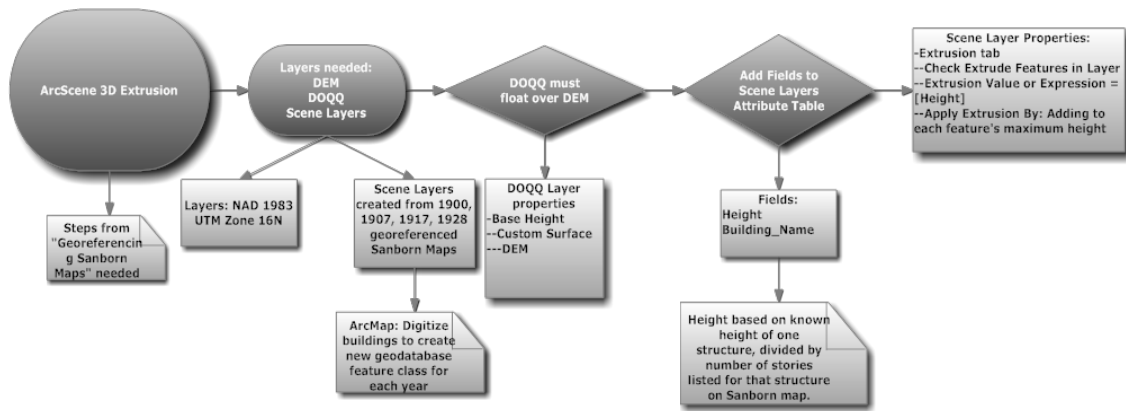 ArcScene 3D Extrusion
Steps from
"Georeferencin
g Sanborn
Maps" needed
Layers needed:
DEM
DOQQ
Scene Layers
Layers: NAD 1983
UTM Zone 16N
Scene Layers
created from 1900,
1907, 1917, 1928
georeferenced
Sanborn Maps
ArcMap: Digitize
buildings to create
new geodatabase
feature class for
each year
DOQQ must
float over DEM
DOQQ Layer
properties
-Base Height
--Custom Surface
---DEM
Add Fields to
Scene Layers
Attribute Table
Fields:
Height
Building_Name
Height based on known
height of one
structure, divided by
number of stories
listed for that structure
on Sanborn map.
Scene Layer Properties:
-Extrusion tab
--Check Extrude Features in Layer
--Extrusion Value or Expression =
[Height]
--Apply Extrusion By: Adding to
each feature's maximum height